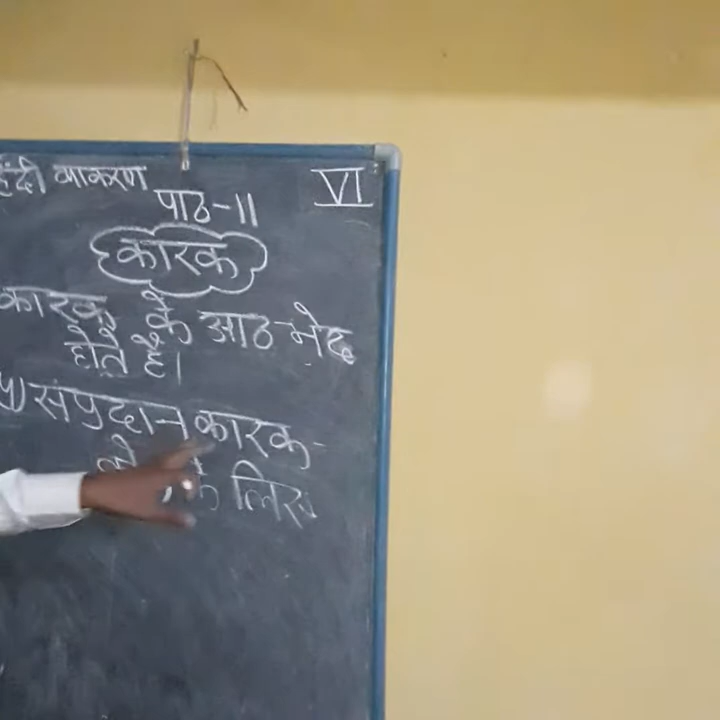 हिंदी व्याकरण
VI
पाठ-11
कारक
कारक के आठ भेद
होते है।
संप्रदान कारक-
के लिए